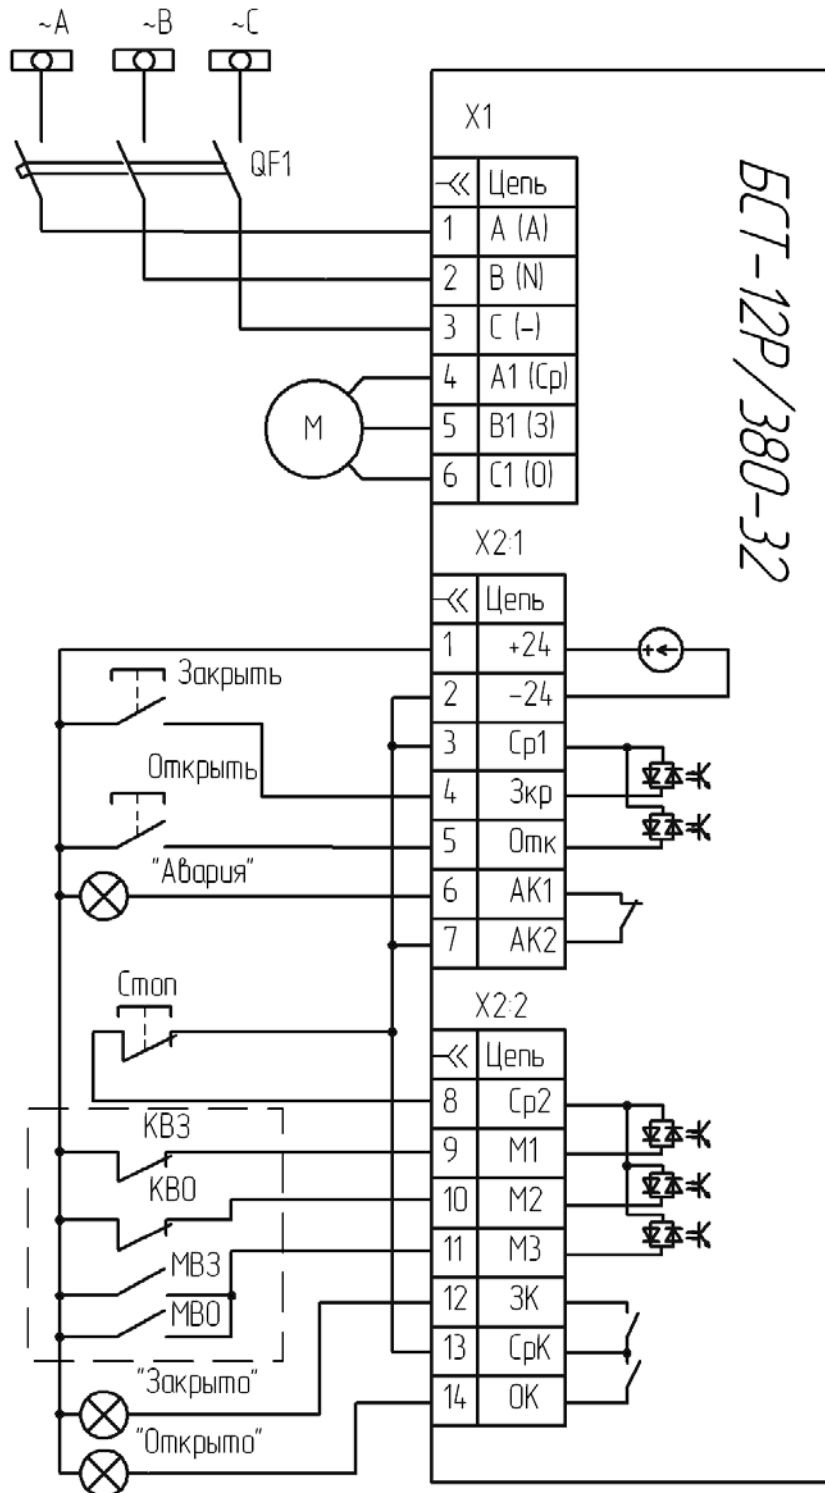 ~A ~B ~C
QF1
X1
Цепь
1 A (A)
2 B (N)
3 C (-)
4 A1 (Ср)
5 B1 (З)
6 C1 (О)
M
БСТ-12Р/380-32
X2:1
Цепь
1 +24
2 -24
3 Ср1
4 Зкр
5 Отк
6 АК1
7 АК2
Закрыть
Открыть
"Авария"
Стоп
X2:2
Цепь
8 Ср2
9 М1
10 М2
11 М3
12 ЗК
13 СрК
14 ОК
КВЗ
КВО
МВЗ
МВО
"Закрыто"
"Открыто"